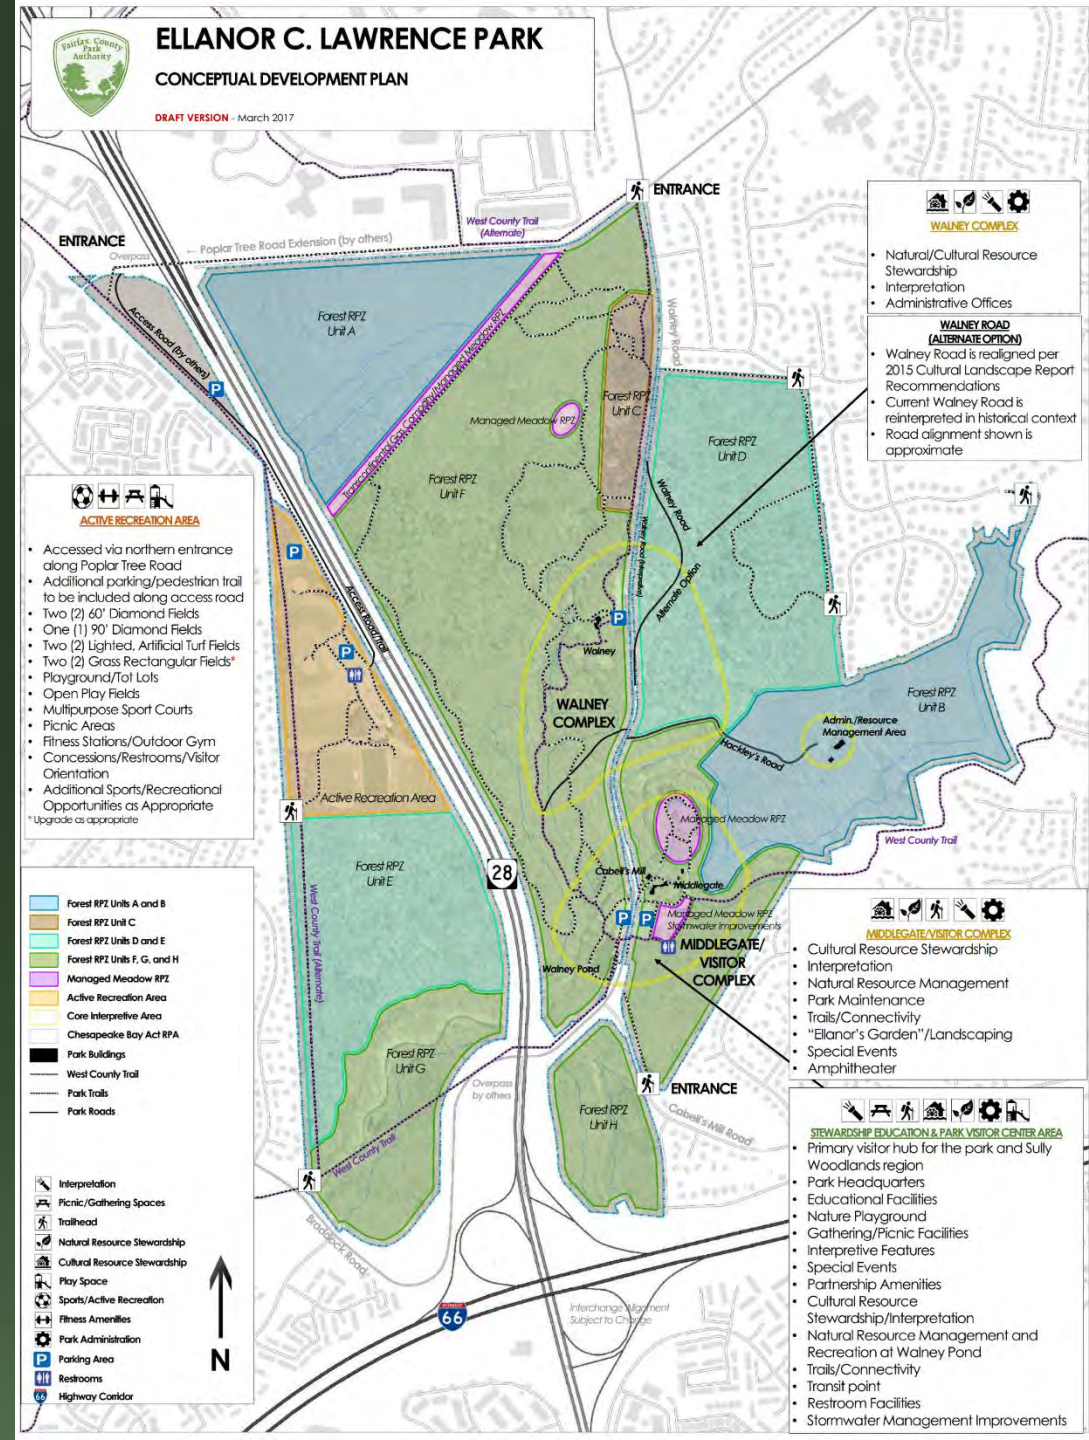 Fairfax County
Park
Authority
ELLANOR C. LAWRENCE PARK
CONCEPTUAL DEVELOPMENT PLAN
DRAFT VERSION - March 2017
ENTRANCE
West County Trail
(Alternate)
ENTRANCE
Overpass
← Poplar Tree Road Extension (by others)
Access Road (by others)
P
Forest RPZ
Unit A
Transcontinental Gas Company Managed Meadow RPZ
Walney Road
Forest RPZ
Unit C
Managed Meadow RPZ
Forest RPZ
Unit D
Forest RPZ
Unit F
Walney Road
Alternate Option
P
Walney
WALNEY
COMPLEX
P
Access Road/Trail
P
Active Recreation Area
Forest RPZ
Unit B
Admin./Resource
Management Area
Hackley's Road
Managed Meadow RPZ
West County Trail
Forest RPZ
Unit E
28
Cabell's Mill
Middlegate
P
P
Managed Meadow RPZ
Stormwater Improvements
MIDDLEGATE/
VISITOR
COMPLEX
Walney Pond
West County Trail (Alternate)
Forest RPZ
Unit G
Overpass
by others
ENTRANCE
Forest RPZ
Unit H
Cabell's Mill Road
West County Trail
Braddock Road
66
Interchange Alignment
Subject to Change
WALNEY COMPLEX
• Natural/Cultural Resource
Stewardship
• Interpretation
• Administrative Offices
WALNEY ROAD
(ALTERNATE OPTION)
• Walney Road is realigned per
2015 Cultural Landscape Report
Recommendations
• Current Walney Road is
reinterpreted in historical context
• Road alignment shown is
approximate
ACTIVE RECREATION AREA
• Accessed via northern entrance
along Poplar Tree Road
• Additional parking/pedestrian trail
to be included along access road
• Two (2) 60' Diamond Fields
• One (1) 90' Diamond Fields
• Two (2) Lighted, Artificial Turf Fields
• Two (2) Grass Rectangular Fields*
• Playground/Tot Lots
• Open Play Fields
• Multipurpose Sport Courts
• Picnic Areas
• Fitness Stations/Outdoor Gym
• Concessions/Restrooms/Visitor
Orientation
• Additional Sports/Recreational
Opportunities as Appropriate
* Upgrade as appropriate
Forest RPZ Units A and B
Forest RPZ Unit C
Forest RPZ Units D and E
Forest RPZ Units F, G, and H
Managed Meadow RPZ
Active Recreation Area
Core Interpretive Area
Chesapeake Bay Act RPA
Park Buildings
West County Trail
Park Trails
Park Roads
Interpretation
Picnic/Gathering Spaces
Trailhead
Natural Resource Stewardship
Cultural Resource Stewardship
Play Space
Sports/Active Recreation
Fitness Amenities
Park Administration
P Parking Area
Restrooms
66 Highway Corridor
N
MIDDLEGATE/VISITOR COMPLEX
• Cultural Resource Stewardship
• Interpretation
• Natural Resource Management
• Park Maintenance
• Trails/Connectivity
• “Ellanor's Garden”/Landscaping
• Special Events
• Amphitheater
STEWARDSHIP EDUCATION & PARK VISITOR CENTER AREA
• Primary visitor hub for the park and Sully
Woodlands region
• Park Headquarters
• Educational Facilities
• Nature Playground
• Gathering/Picnic Facilities
• Interpretive Features
• Special Events
• Partnership Amenities
• Cultural Resource
Stewardship/Interpretation
• Natural Resource Management and
Recreation at Walney Pond
• Trails/Connectivity
• Transit point
• Restroom Facilities
• Stormwater Management Improvements